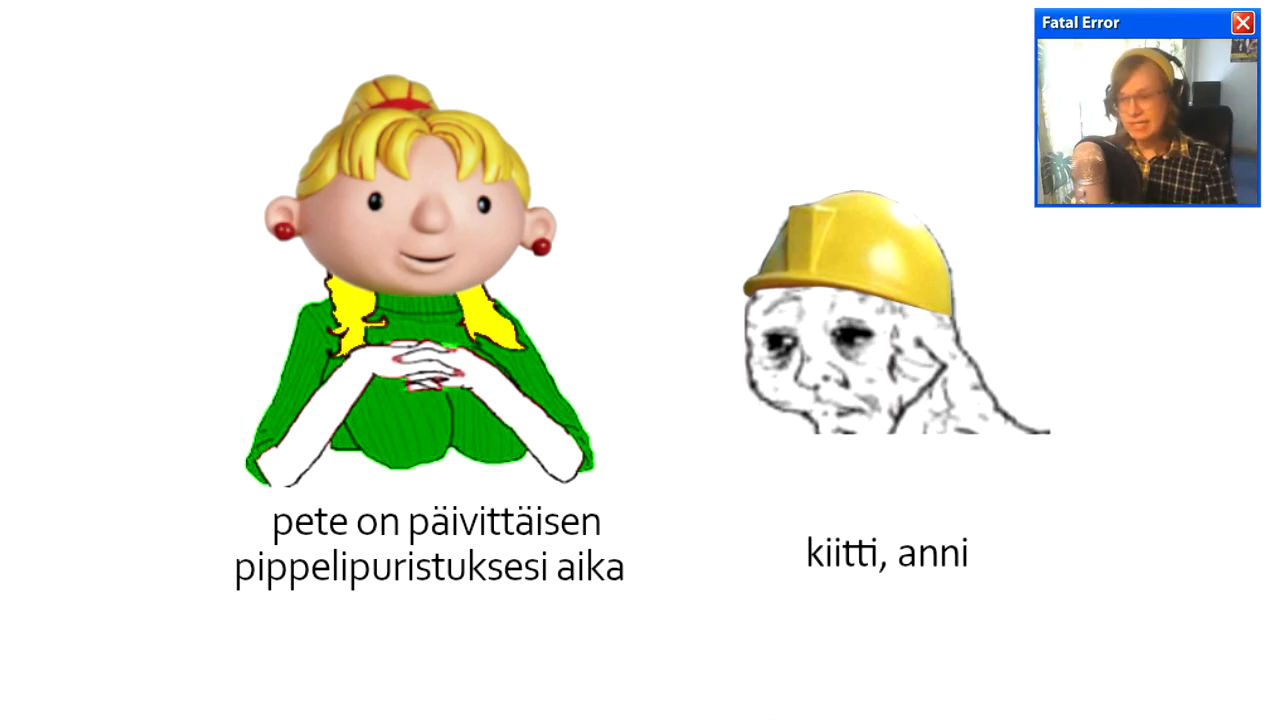 Fatal Error
pete on päivittäisen
pippelipuristuksesi aika
kiitti, anni